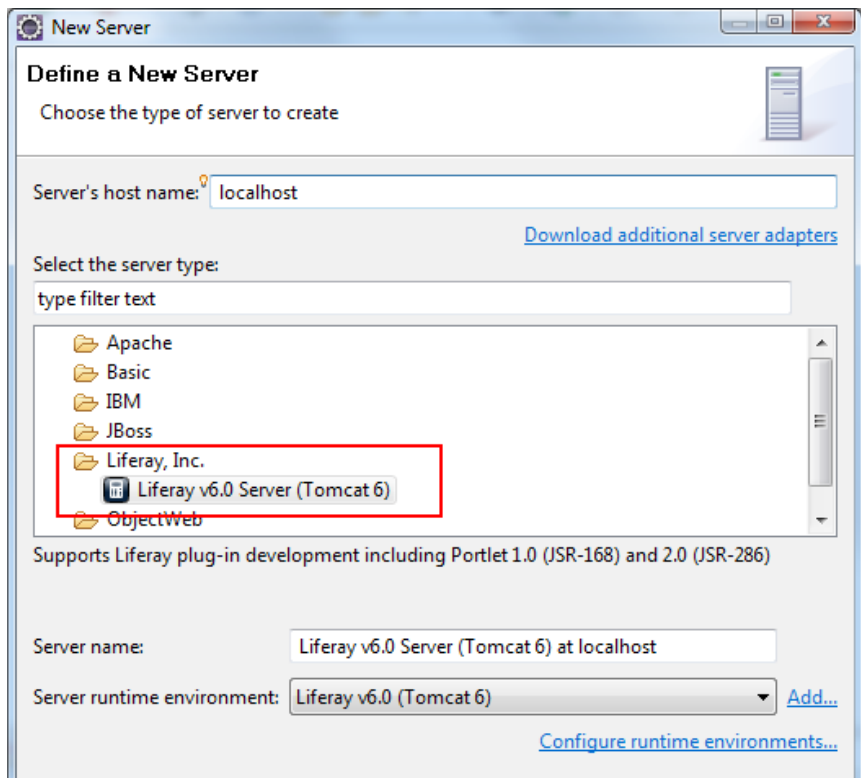 New Server
Define a New Server
Choose the type of server to create
Server's host name: localhost
Download additional server adapters
Select the server type:
type filter text
Apache
Basic
IBM
JBoss
Liferay, Inc.
Liferay v6.0 Server (Tomcat 6)
ObjectWeb
Supports Liferay plug-in development including Portlet 1.0 (JSR-168) and 2.0 (JSR-286)
Server name: Liferay v6.0 Server (Tomcat 6) at localhost
Server runtime environment: Liferay v6.0 (Tomcat 6) Add...
Configure runtime environments...